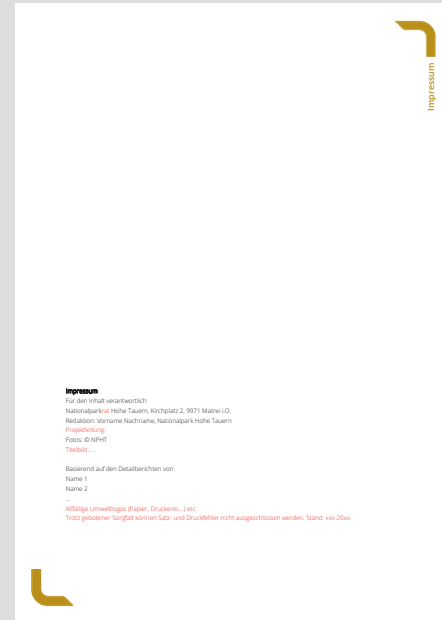 Impressum
Impressum
Für den Inhalt verantwortlich:
Nationalparkrat Hohe Tauern, Kirchplatz 2, 9971 Matrei i.O.
Redaktion: Vorname Nachname, Nationalpark Hohe Tauern
Projektleitung:
Fotos: © NPHT
Titelbild: ...
Basierend auf den Detailberichten von:
Name 1
Name 2
...
Allfällige Umweltlogos (Papier, Druckerei...) etc.
Trotz gebotener Sorgfalt können Satz- und Druckfehler nicht ausgeschlossen werden. Stand: xxx 20xx